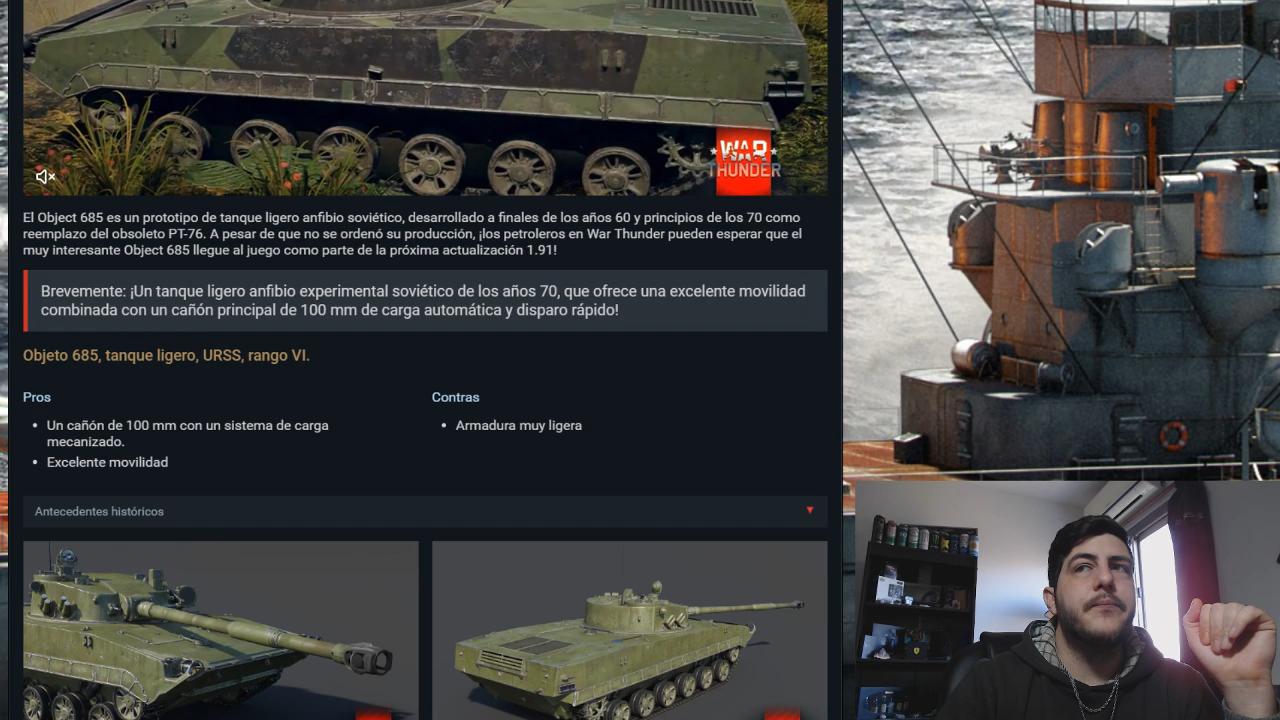 WAR
THUNDER
El Object 685 es un prototipo de tanque ligero anfibio soviético, desarrollado a finales de los años 60 y principios de los 70 como
reemplazo del obsoleto PT-76. A pesar de que no se ordenó su producción, ¡los petroleros en War Thunder pueden esperar que el
muy interesante Object 685 llegue al juego como parte de la próxima actualización 1.91!
Brevemente: ¡Un tanque ligero anfibio experimental soviético de los años 70, que ofrece una excelente movilidad
combinada con un cañón principal de 100 mm de carga automática y disparo rápido!
Objeto 685, tanque ligero, URSS, rango VI.
Pros
Contras
• Un cañón de 100 mm con un sistema de carga
mecanizado.
• Excelente movilidad
• Armadura muy ligera
Antecedentes históricos